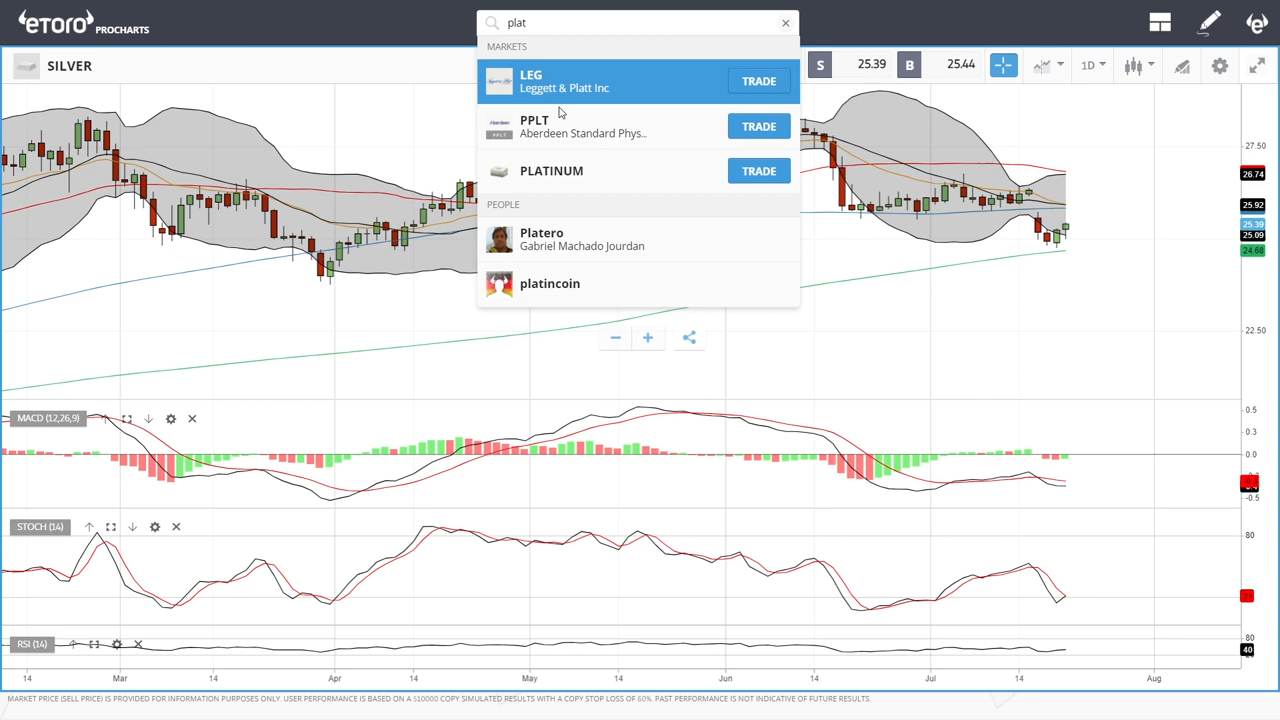 etoro PROCHARTS
plat
MARKETS
LEG
Leggett & Platt Inc
TRADE
Aberdeen
PPLT
PPLT
Aberdeen Standard Phys...
TRADE
PLATINUM
TRADE
PEOPLE
Platero
Gabriel Machado Jourdan
platincoin
SILVER
S 25.39 B 25.44 1D
27.50
26.74
25.92
25.39
25.09
24.68
22.50
MACD (12,26,9)
0.5
0.3
0.0
-0.5
STOCH (14)
80
RSI (14)
80
40
14 Mar 14 Apr 14 May 14 Jun 14 Jul 14 Aug
MARKET PRICE (SELL PRICE) IS PROVIDED FOR INFORMATION PURPOSES ONLY. USER PERFORMANCE IS BASED ON A $10000 COPY SIMULATED RESULTS WITH A COPY STOP LOSS OF 60%. PAST PERFORMANCE IS NOT INDICATIVE OF FUTURE RESULTS.